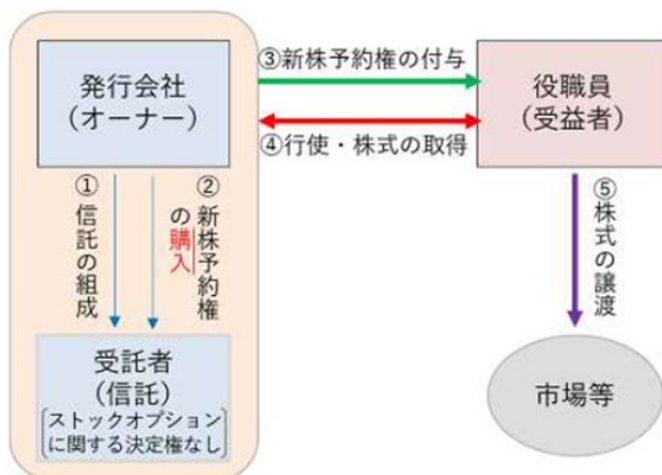 発行会社
（オーナー）
③新株予約権の付与
④行使・株式の取得
役職員
（受益者）
①信託の組成
②新株予約権
の購入
⑤株式の譲渡
受託者
（信託）
ストックオプション
に関する決定権なし
市場等